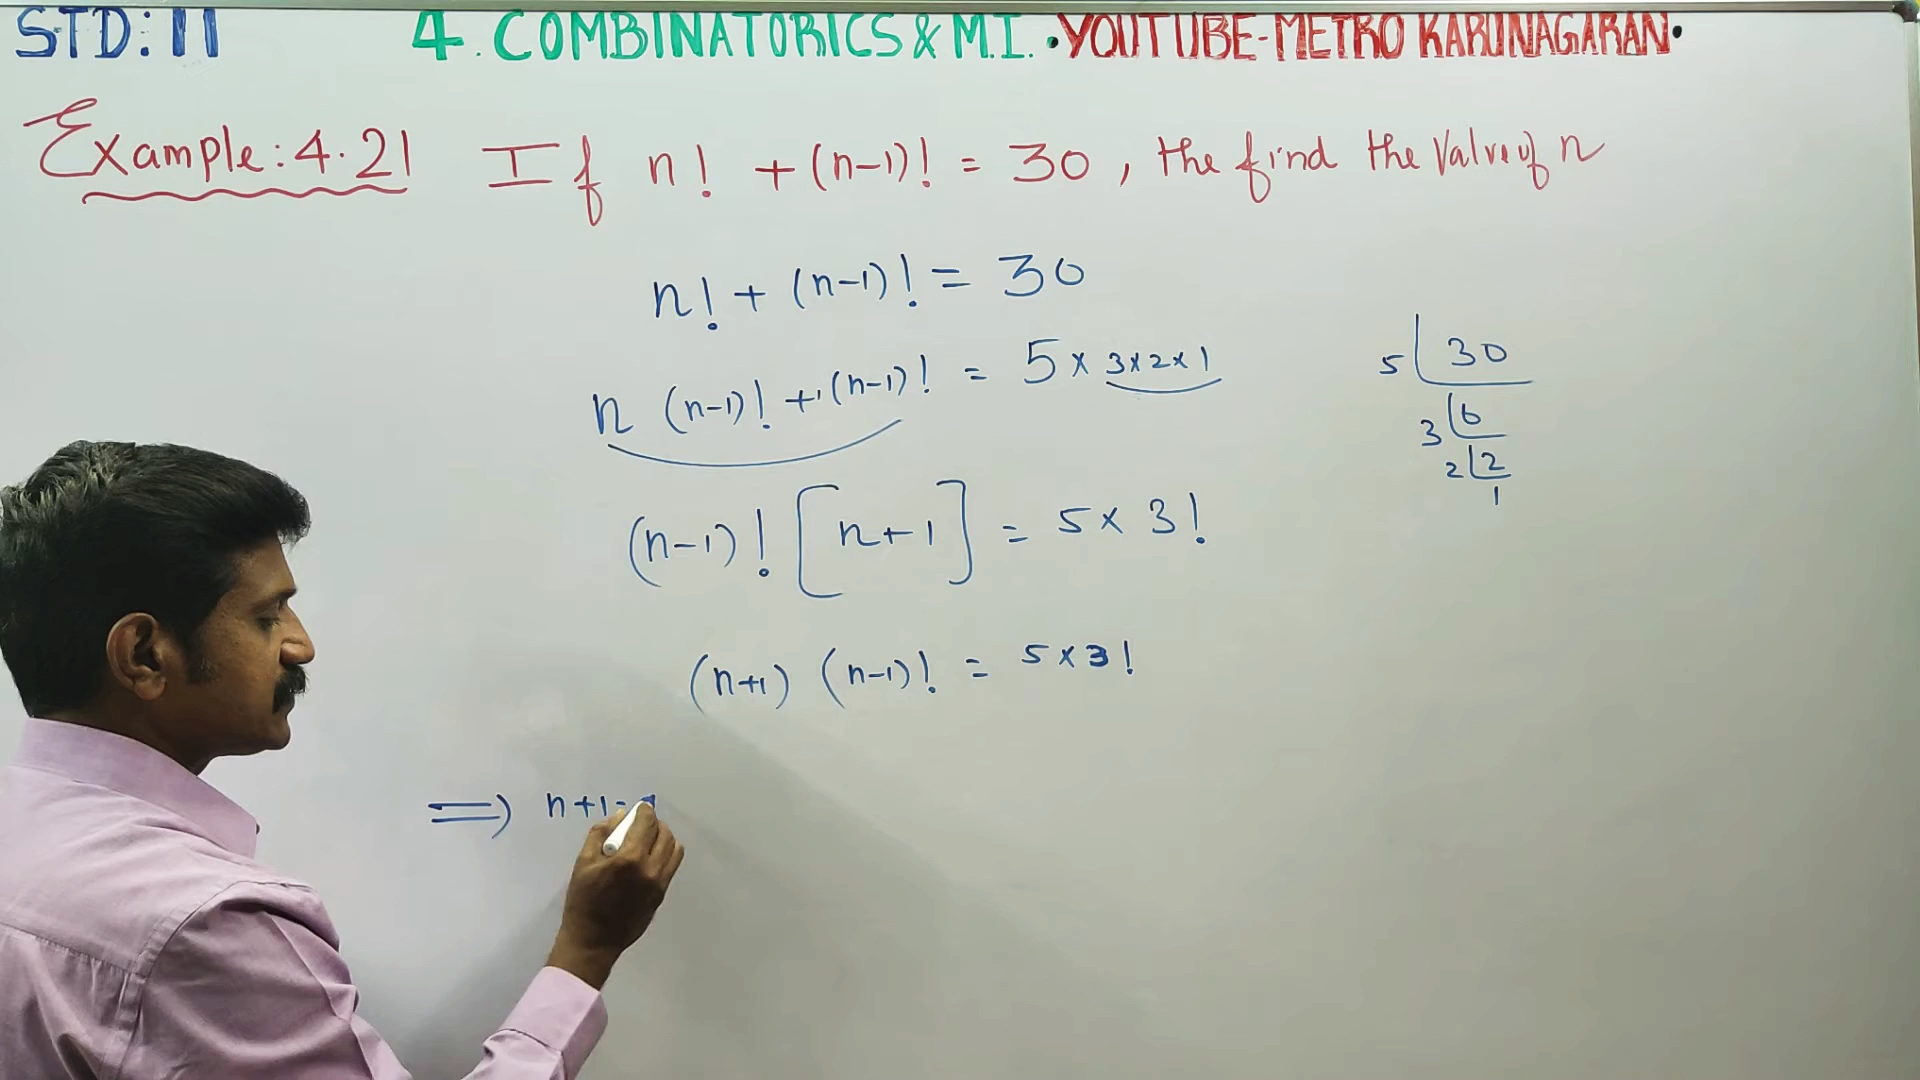 STD: 11 4. COMBINATORICS & M.I. • YOUTUBE-METRO KARUNAGARAN •
Example: 4.21 If n! + (n-1)! = 30, the find the Value of n
n! + (n-1)! = 30
n (n-1)! + 1(n-1)! = 5 x 3x2x1
(n-1)! [n+1] = 5 x 3!
(n+1) (n-1)! = 5 x 3!
=> n+1=
5 30
3 6
2 2
1